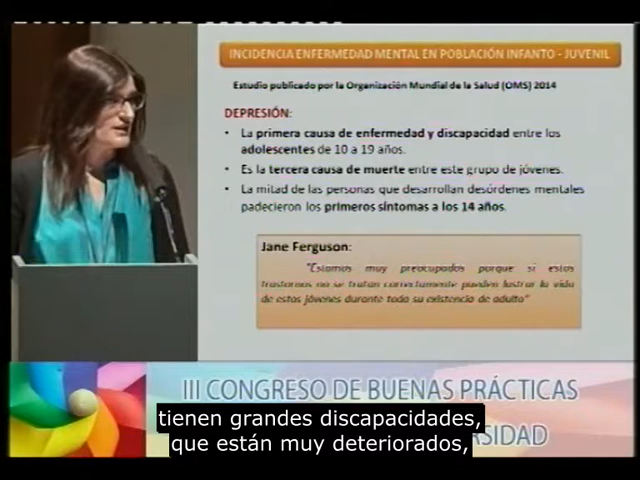 INCIDENCIA ENFERMEDAD MENTAL EN POBLACIÓN INFANTO - JUVENIL
Estudio publicado por la Organización Mundial de la Salud (OMS) 2014
DEPRESIÓN:
• La primera causa de enfermedad y discapacidad entre los
adolescentes de 10 a 19 años.
• Es la tercera causa de muerte entre este grupo de jóvenes.
• La mitad de las personas que desarrollan desórdenes mentales
padecieron los primeros síntomas a los 14 años.
Jane Ferguson:
"Estamos muy preocupados porque si estos
trastornos no se tratan correctamente pueden lastrar la vida
de estos jóvenes durante toda su existencia de adulto"
III CONGRESO DE BUENAS PRÁCTICAS
ERSIDAD
tienen grandes discapacidades,
que están muy deteriorados,